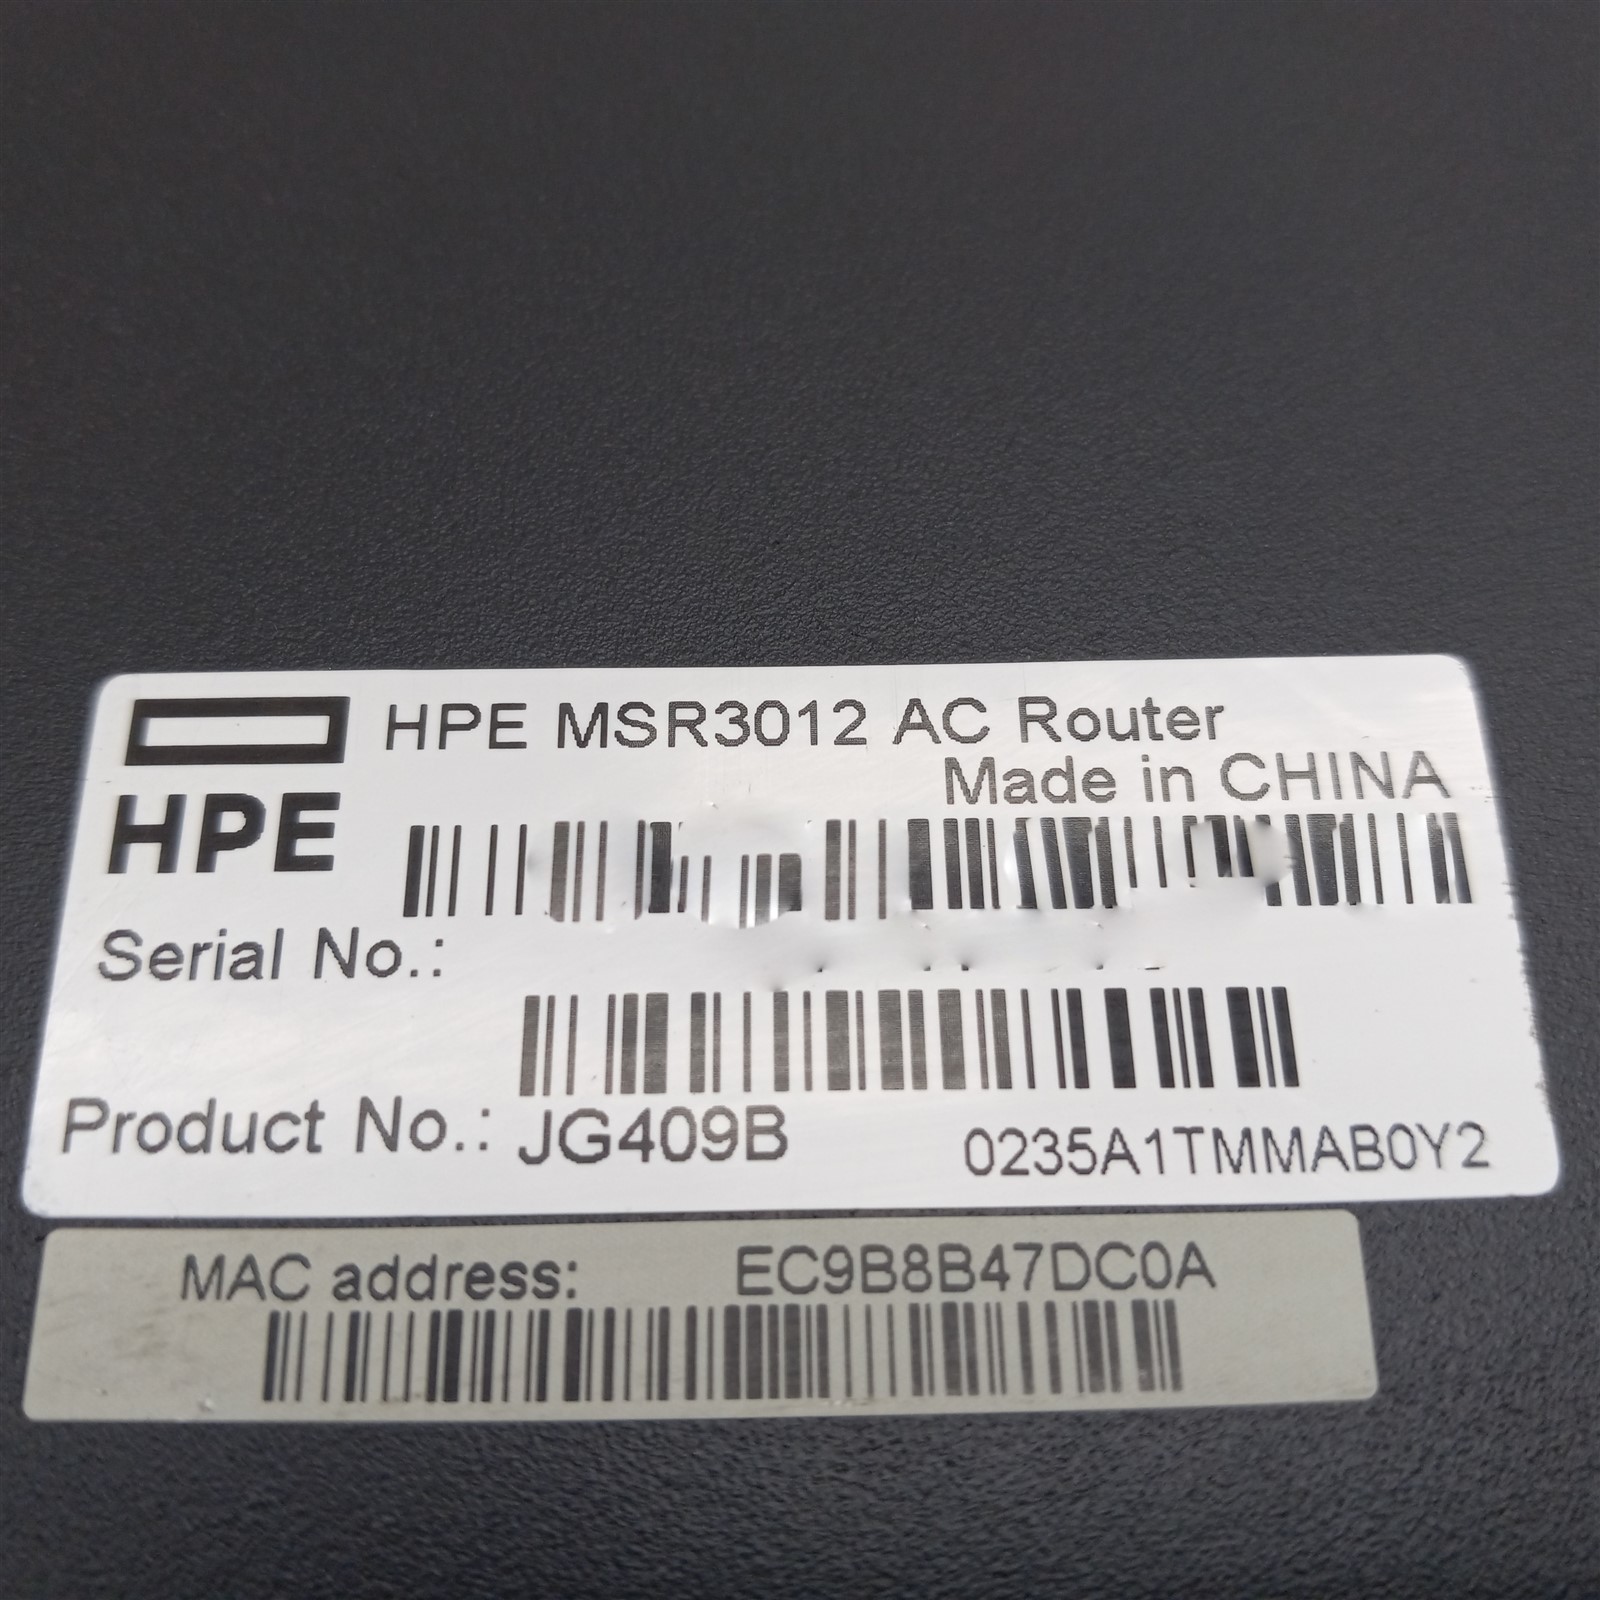 HPE MSR3012 AC Router
Made in CHINA
HPE
Serial No.:
Product No.: JG409B 0235A1TMMAB0Y2
MAC address: EC9B8B47DC0A